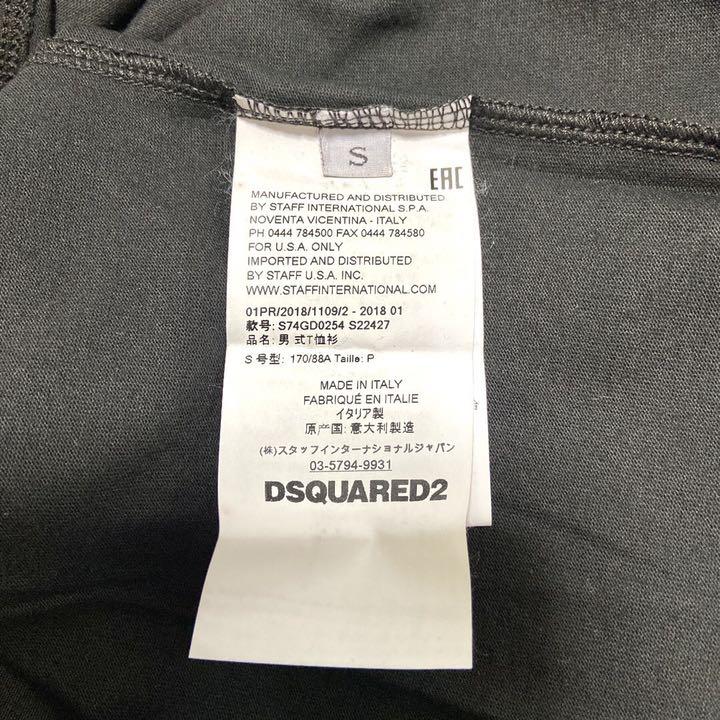 S
EAC
MANUFACTURED AND DISTRIBUTED
BY STAFF INTERNATIONAL S.P.A.
NOVENTA VICENTINA - ITALY
PH 0444 784500 FAX 0444 784580
FOR U.S.A. ONLY
IMPORTED AND DISTRIBUTED
BY STAFF U.S.A. INC.
WWW.STAFFINTERNATIONAL.COM
01PR/2018/1109/2 - 2018 01
款号: S74GD0254 S22427
品名: 男 式T恤衫
S 号型: 170/88A Taille: P
MADE IN ITALY
FABRIQUÉ EN ITALIE
イタリア製
原产国: 意大利製造
(株)スタッフインターナショナルジャパン
03-5794-9931
DSQUARED2